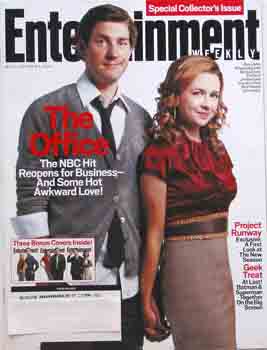 Special Collector's Issue
Entertainment
WEEKLY
The
Office
The NBC Hit
Reopens for Business—
And Some Hot
Awkward Love!
Three Bonus Covers Inside!
Project
Runway
Exclusive:
A First
Look at
The New
Season
Geek
Treat
At Last!
Batman &
Superman
Together
On the Big
Screen